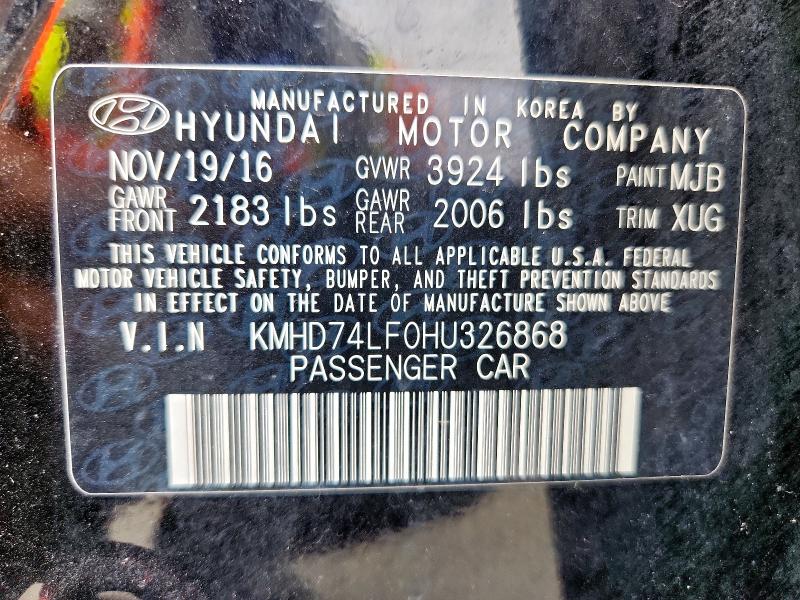 MANUFACTURED IN KOREA BY
HYUNDAI MOTOR COMPANY
NOV/19/16 GVWR 3924 lbs PAINT MJB
GAWR FRONT 2183 lbs GAWR REAR 2006 lbs TRIM XUG
THIS VEHICLE CONFORMS TO ALL APPLICABLE U.S.A. FEDERAL
MOTOR VEHICLE SAFETY, BUMPER, AND THEFT PREVENTION STANDARDS
IN EFFECT ON THE DATE OF MANUFACTURE SHOWN ABOVE
V.I.N KMHD74LF0HU326868
PASSENGER CAR